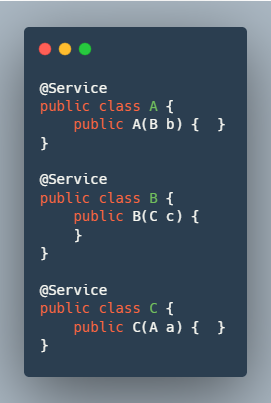 @Service
public class A {
    public A(B b) {  }
}

@Service
public class B {
    public B(C c) {
    }
}

@Service
public class C {
    public C(A a) {  }
}